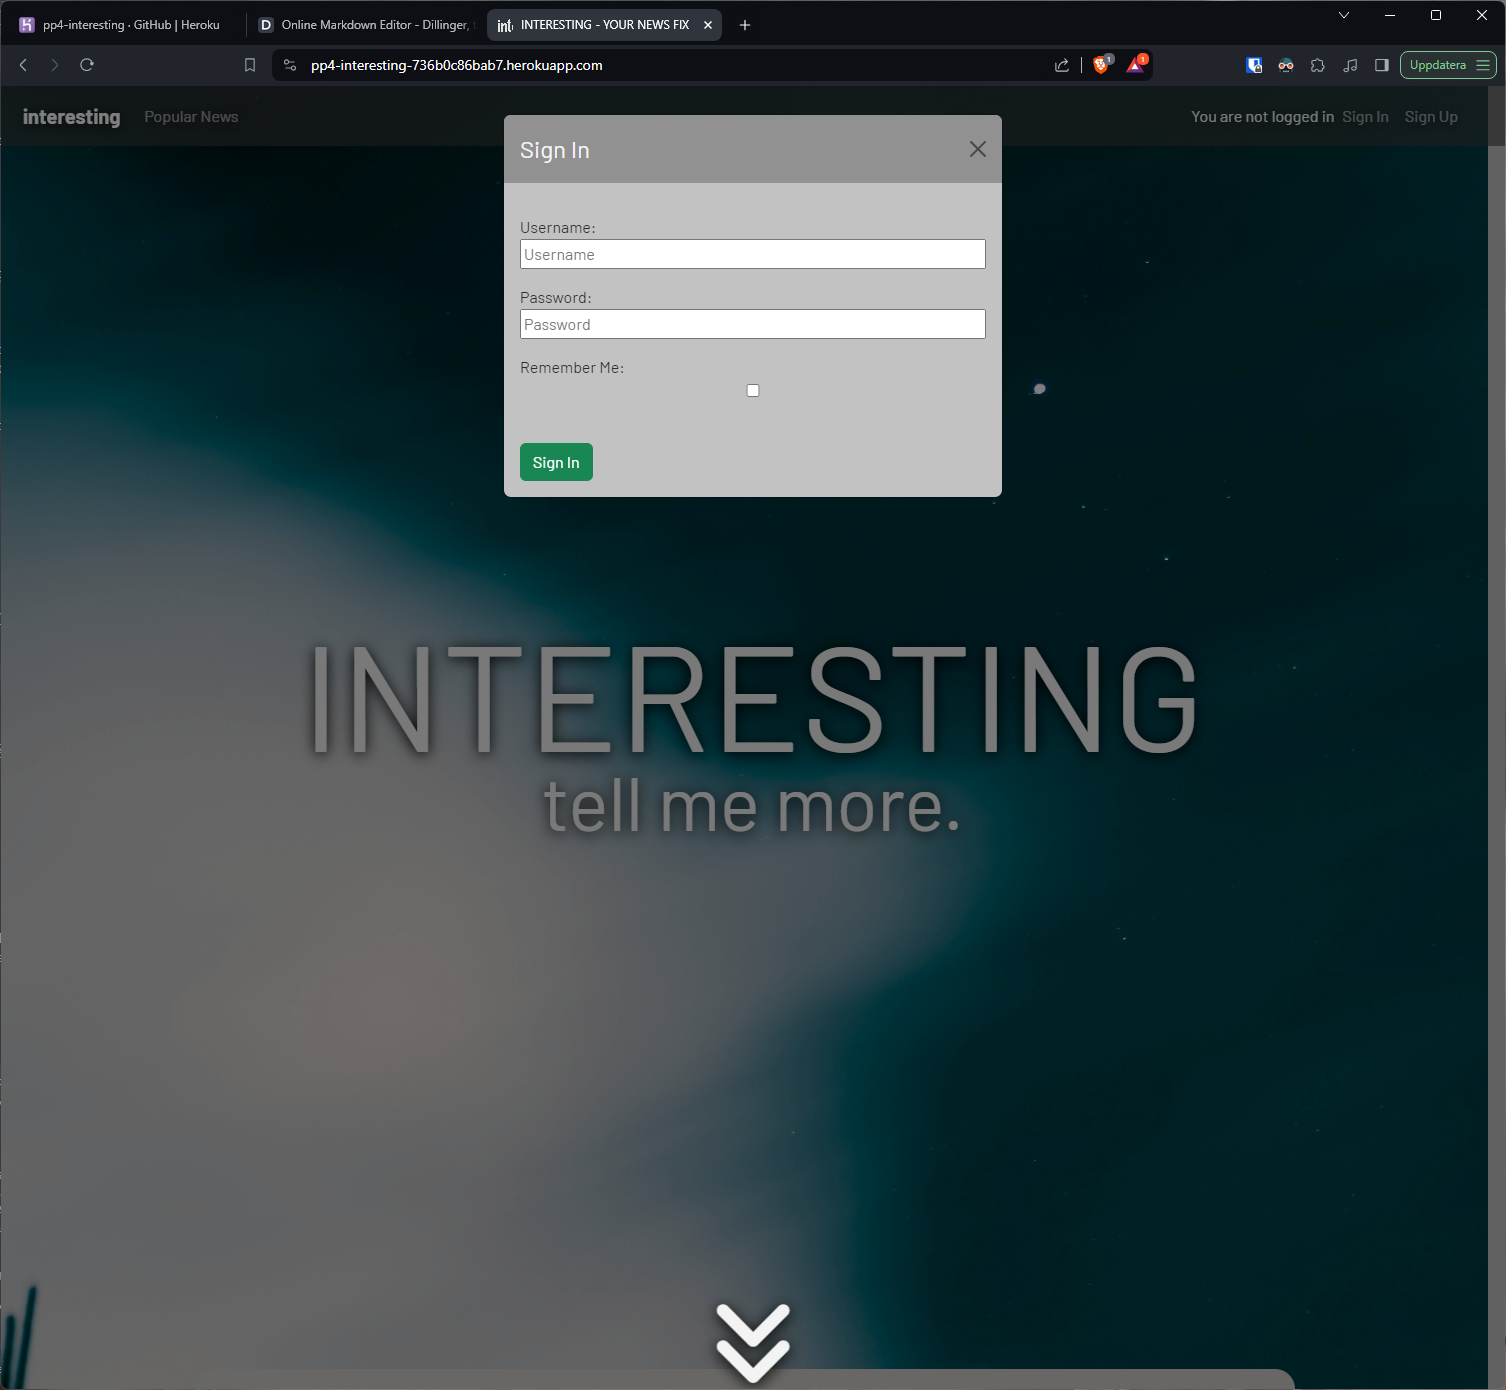 pp4-interesting · GitHub | Heroku
Online Markdown Editor - Dillinger,
INTERESTING - YOUR NEWS FIX
pp4-interesting-736b0c86bab7.herokuapp.com
Uppdatera
interesting
Popular News
You are not logged in
Sign In
Sign Up
Sign In
Username:
Username
Password:
Password
Remember Me:
Sign In
INTERESTING
tell me more.